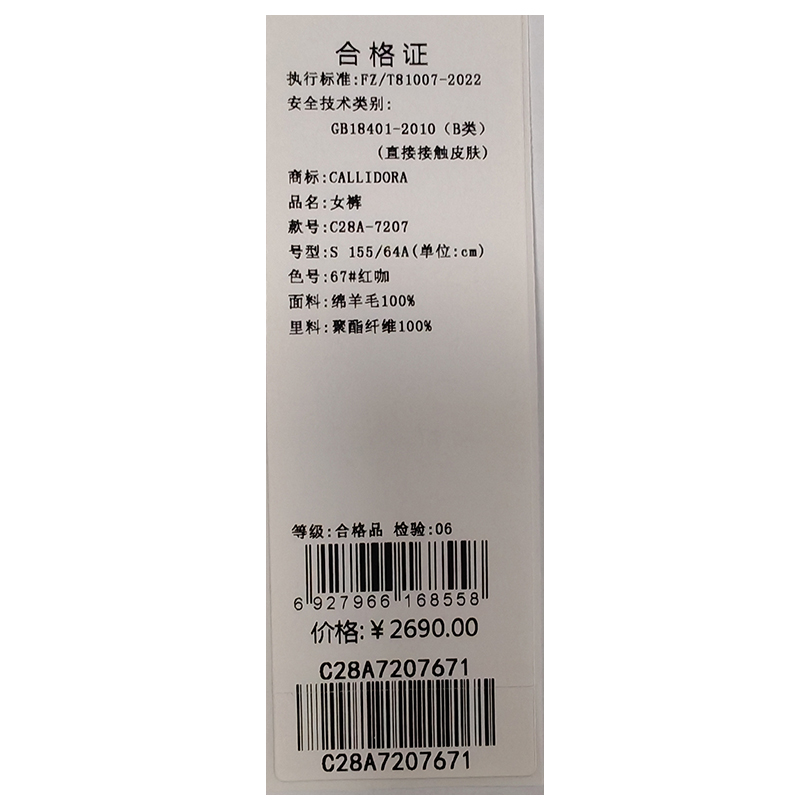 合格证
执行标准:FZ/T81007-2022
安全技术类别:
GB18401-2010（B类）
(直接接触皮肤)
商标:CALLIDORA
品名:女裤
款号:C28A-7207
号型:S 155/64A(单位:cm)
色号:67#红咖
面料:绵羊毛100%
里料:聚酯纤维100%
等级:合格品 检验:06
6 927966 168558
价格:￥2690.00
C28A7207671
C28A7207671